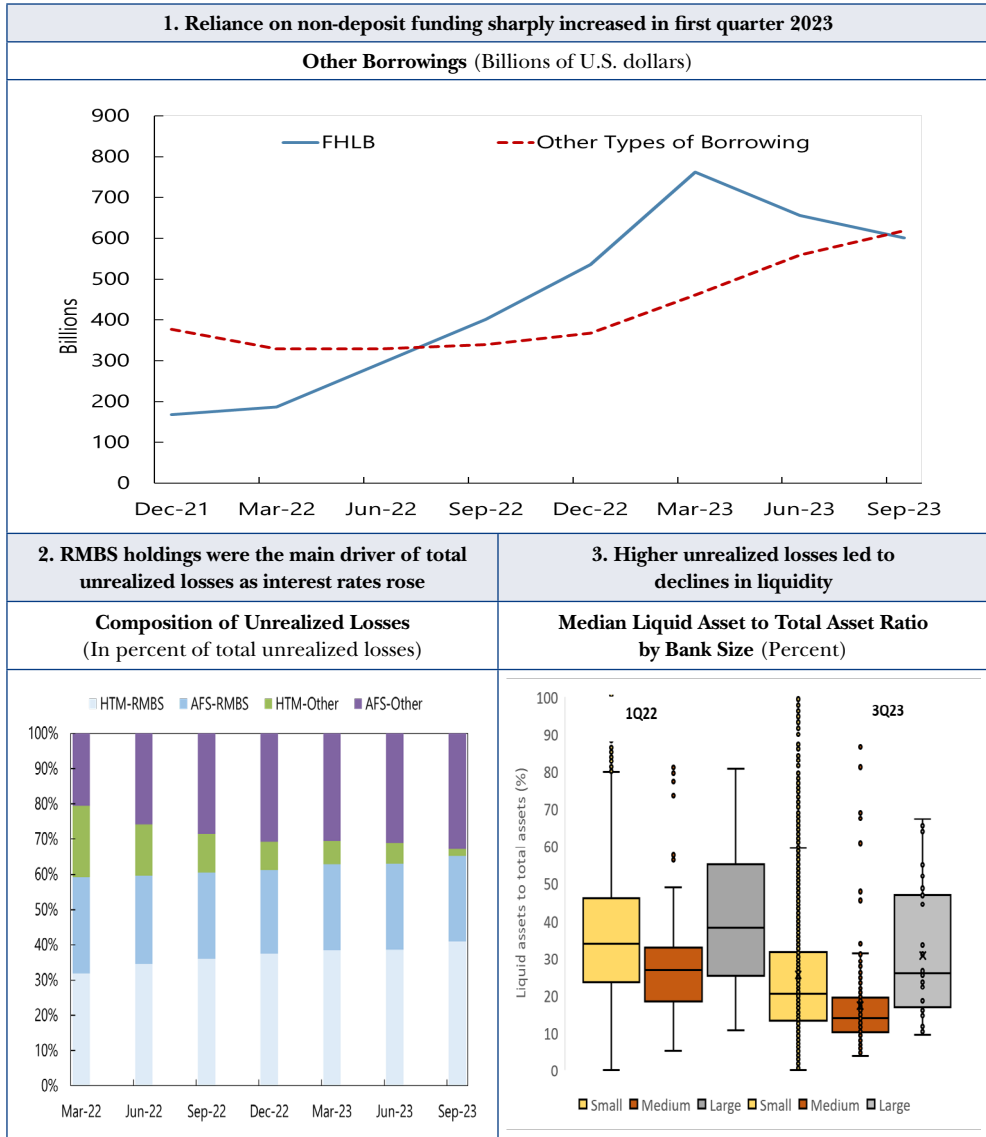 1. Reliance on non-deposit funding sharply increased in first quarter 2023
Other Borrowings (Billions of U.S. dollars)
900
800
700
600
500
400
300
200
100
0
Billions
FHLB
Other Types of Borrowing
Dec-21 Mar-22 Jun-22 Sep-22 Dec-22 Mar-23 Jun-23 Sep-23
2. RMBS holdings were the main driver of total
unrealized losses as interest rates rose
Composition of Unrealized Losses
(In percent of total unrealized losses)
HTM-RMBS AFS-RMBS HTM-Other AFS-Other
100%
90%
80%
70%
60%
50%
40%
30%
20%
10%
0%
Mar-22 Jun-22 Sep-22 Dec-22 Mar-23 Jun-23 Sep-23
3. Higher unrealized losses led to
declines in liquidity
Median Liquid Asset to Total Asset Ratio
by Bank Size (Percent)
1Q22 3Q23
Liquid assets to total assets (%)
100
90
80
70
60
50
40
30
20
10
0
Small Medium Large Small Medium Large